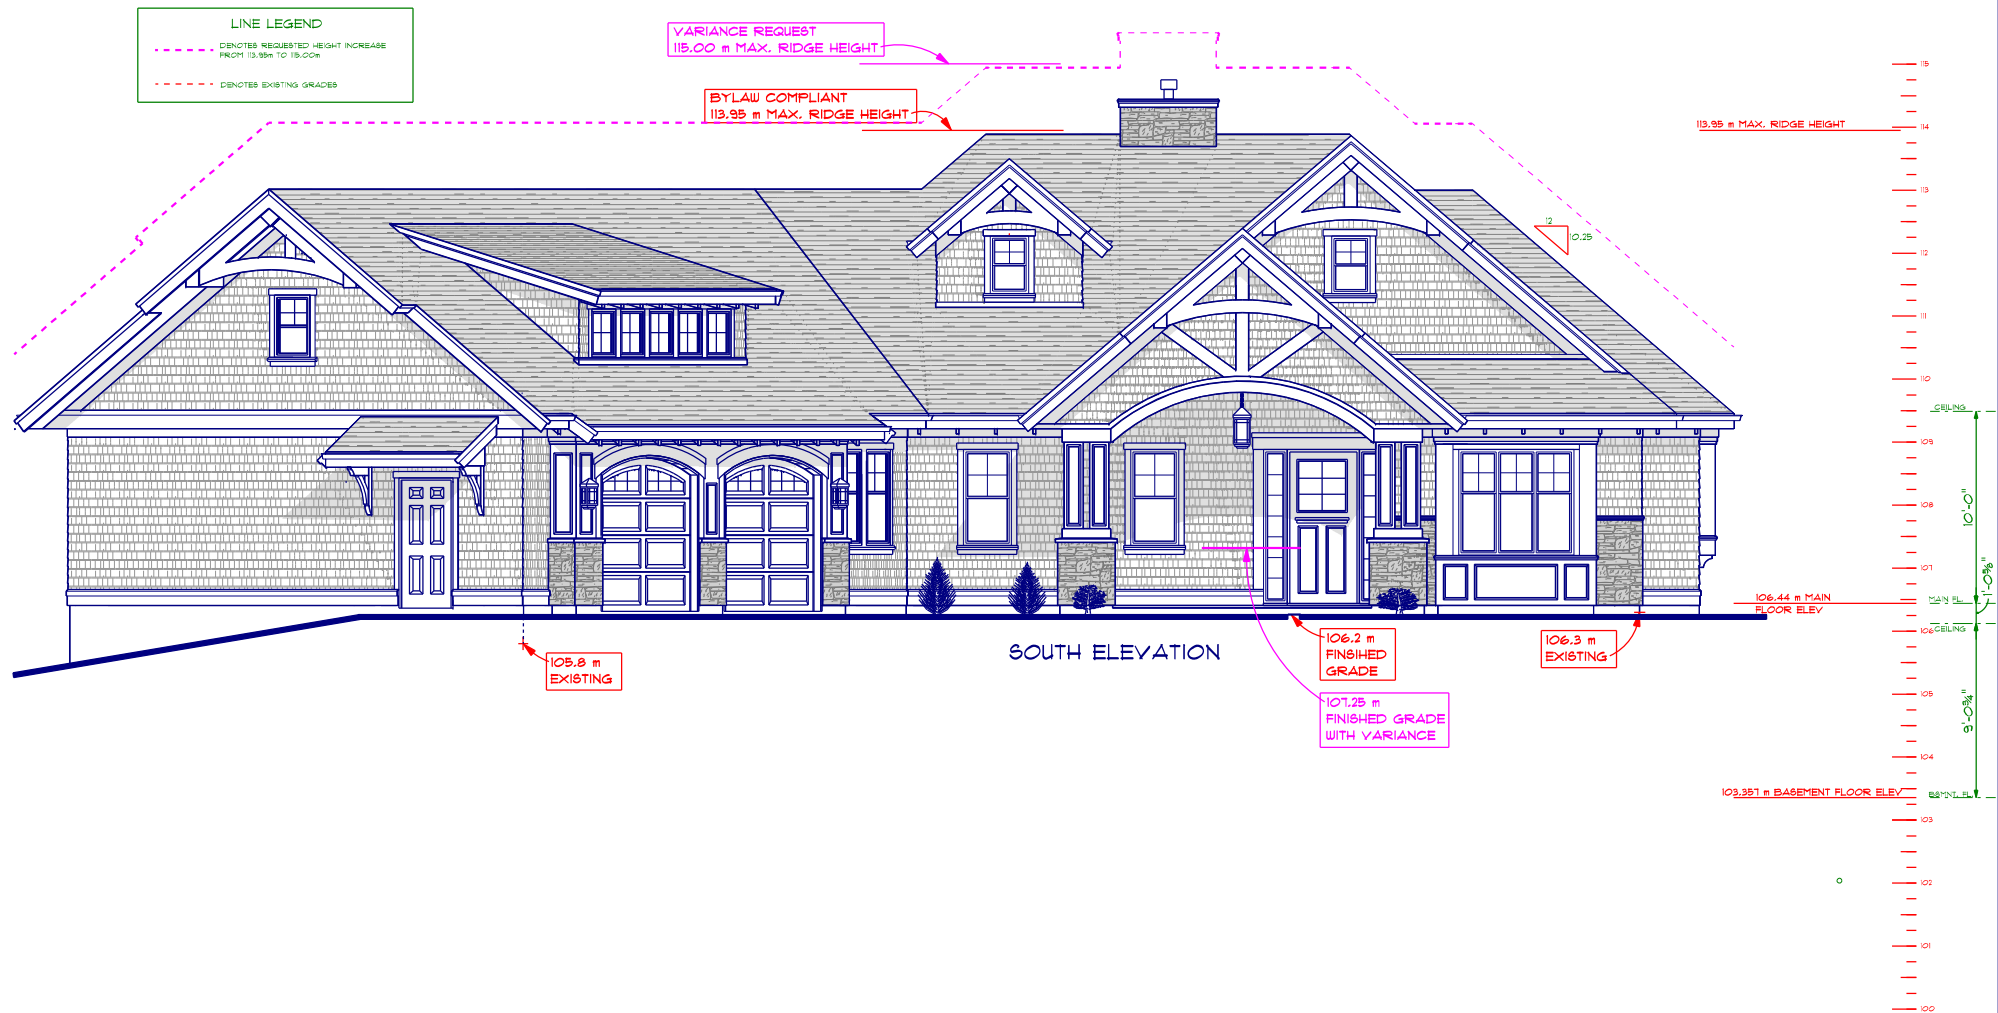 LINE LEGEND
DENOTES REQUESTED HEIGHT INCREASE
FROM 113.95m TO 115.00m
DENOTES EXISTING GRADES
VARIANCE REQUEST
115.00 m MAX. RIDGE HEIGHT
BYLAW COMPLIANT
113.95 m MAX. RIDGE HEIGHT
113.95 m MAX. RIDGE HEIGHT
12
10.25
115
114
113
112
111
110
109
108
107
106
105
104
103
102
101
100
CEILING
10'-0"
MAIN FL.
1'-0⅝"
CEILING
9'-0¾"
BSMNT. FL.
106.44 m MAIN
FLOOR ELEV
103.357 m BASEMENT FLOOR ELEV
SOUTH ELEVATION
105.8 m
EXISTING
106.2 m
FINSIHED
GRADE
106.3 m
EXISTING
107.25 m
FINISHED GRADE
WITH VARIANCE